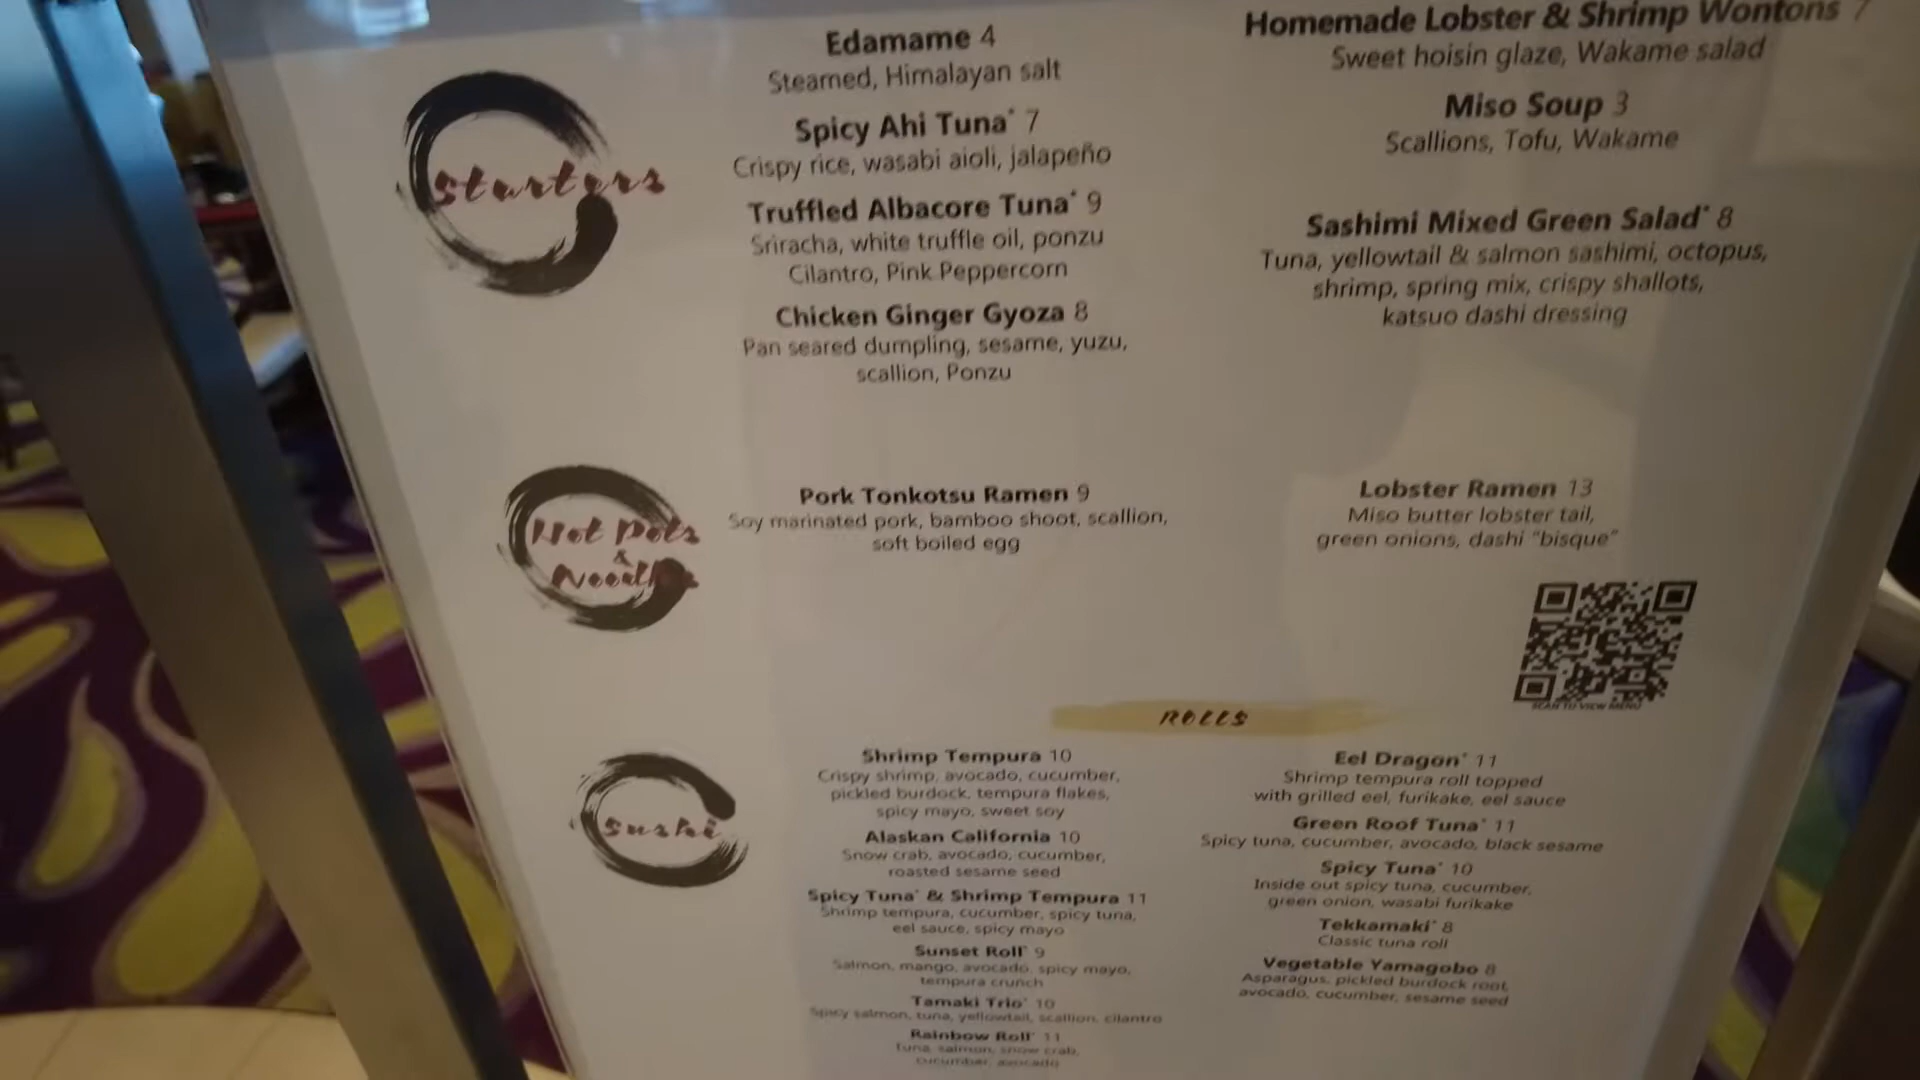 Starters
Edamame 4
Steamed, Himalayan salt
Spicy Ahi Tuna* 7
Crispy rice, wasabi aioli, jalapeño
Truffled Albacore Tuna* 9
Sriracha, white truffle oil, ponzu
Cilantro, Pink Peppercorn
Chicken Ginger Gyoza 8
Pan seared dumpling, sesame, yuzu,
scallion, Ponzu
Homemade Lobster & Shrimp Wontons 7
Sweet hoisin glaze, Wakame salad
Miso Soup 3
Scallions, Tofu, Wakame
Sashimi Mixed Green Salad* 8
Tuna, yellowtail & salmon sashimi, octopus,
shrimp, spring mix, crispy shallots,
katsuo dashi dressing
Hot Pots
&
Noodles
Pork Tonkotsu Ramen 9
Soy marinated pork, bamboo shoot, scallion,
soft boiled egg
Lobster Ramen 13
Miso butter lobster tail,
green onions, dashi "bisque"
SCAN TO VIEW MENU
ROLLS
Sushi
Shrimp Tempura 10
Crispy shrimp, avocado, cucumber,
pickled burdock, tempura flakes,
spicy mayo, sweet soy
Alaskan California 10
Snow crab, avocado, cucumber,
roasted sesame seed
Spicy Tuna* & Shrimp Tempura 11
Shrimp tempura, cucumber, spicy tuna,
eel sauce, spicy mayo
Sunset Roll* 9
Salmon, mango, avocado, spicy mayo,
tempura crunch
Tamaki Trio* 10
Spicy salmon, tuna, yellowtail, scallion, cilantro
Rainbow Roll* 11
Tuna, salmon, snow crab,
cucumber, avocado
Eel Dragon* 11
Shrimp tempura roll topped
with grilled eel, furikake, eel sauce
Green Roof Tuna* 11
Spicy tuna, cucumber, avocado, black sesame
Spicy Tuna* 10
Inside out spicy tuna, cucumber,
green onion, wasabi furikake
Tekkamaki* 8
Classic tuna roll
Vegetable Yamagobo 8
Asparagus, pickled burdock root,
avocado, cucumber, sesame seed